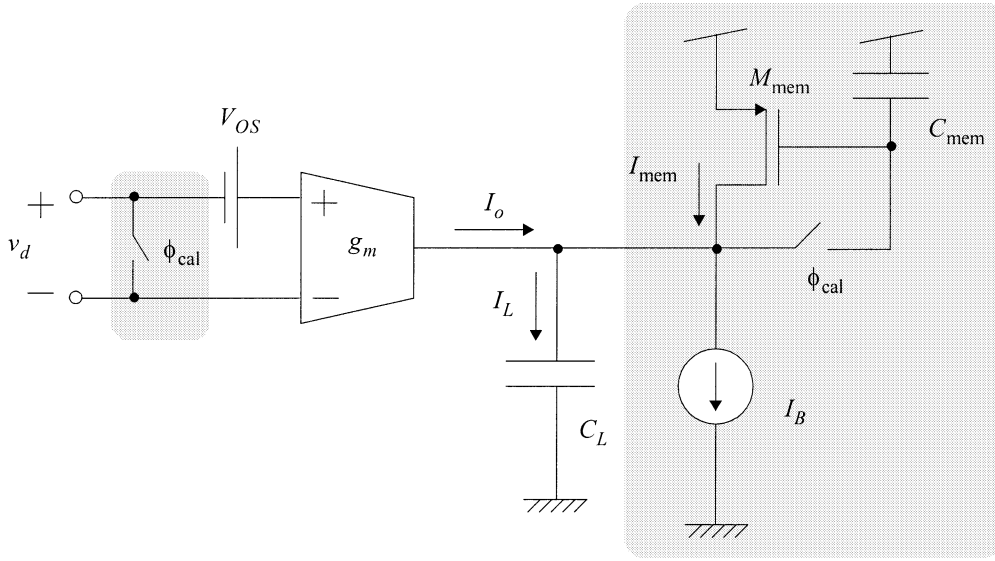 M_mem
C_mem
V_OS
I_mem
+
+
I_o
v_d
ϕ_cal
g_m
ϕ_cal
−
−
I_L
I_B
C_L